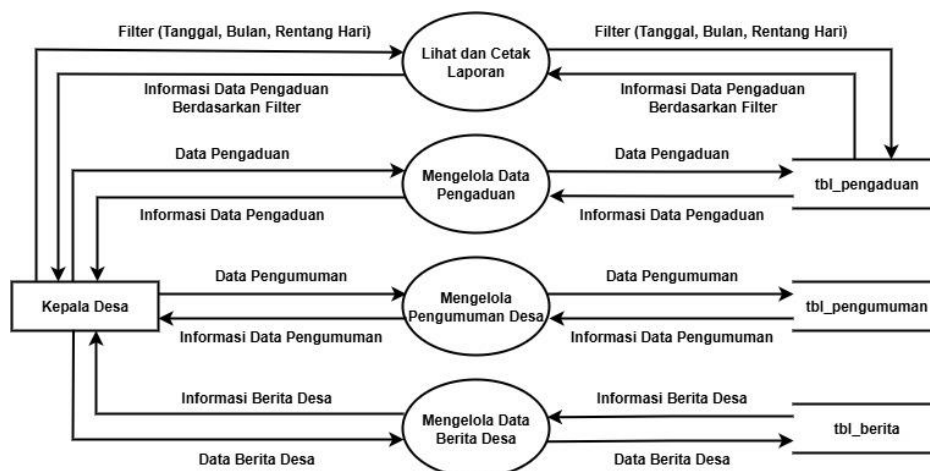 Filter (Tanggal, Bulan, Rentang Hari)
Lihat dan Cetak
Laporan
Filter (Tanggal, Bulan, Rentang Hari)
Informasi Data Pengaduan
Berdasarkan Filter
Informasi Data Pengaduan
Berdasarkan Filter
Data Pengaduan
Mengelola Data
Pengaduan
Data Pengaduan
tbl_pengaduan
Informasi Data Pengaduan
Informasi Data Pengaduan
Kepala Desa
Data Pengumuman
Mengelola
Pengumuman Desa
Data Pengumuman
tbl_pengumuman
Informasi Data Pengumuman
Informasi Data Pengumuman
Informasi Berita Desa
Mengelola Data
Berita Desa
Informasi Berita Desa
tbl_berita
Data Berita Desa
Data Berita Desa